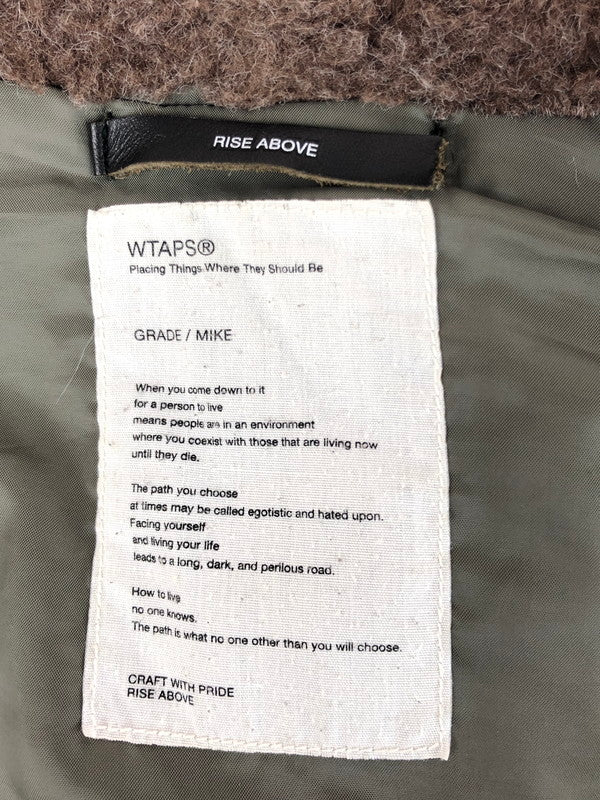 RISE ABOVE
WTAPS®
Placing Things Where They Should Be
GRADE / MIKE
When you come down to it
for a person to live
means people are in an environment
where you coexist with those that are living now
until they die.
The path you choose
at times may be called egotistic and hated upon.
Facing yourself
and living your life
leads to a long, dark, and perilous road.
How to live
no one knows.
The path is what no one other than you will choose.
CRAFT WITH PRIDE
RISE ABOVE